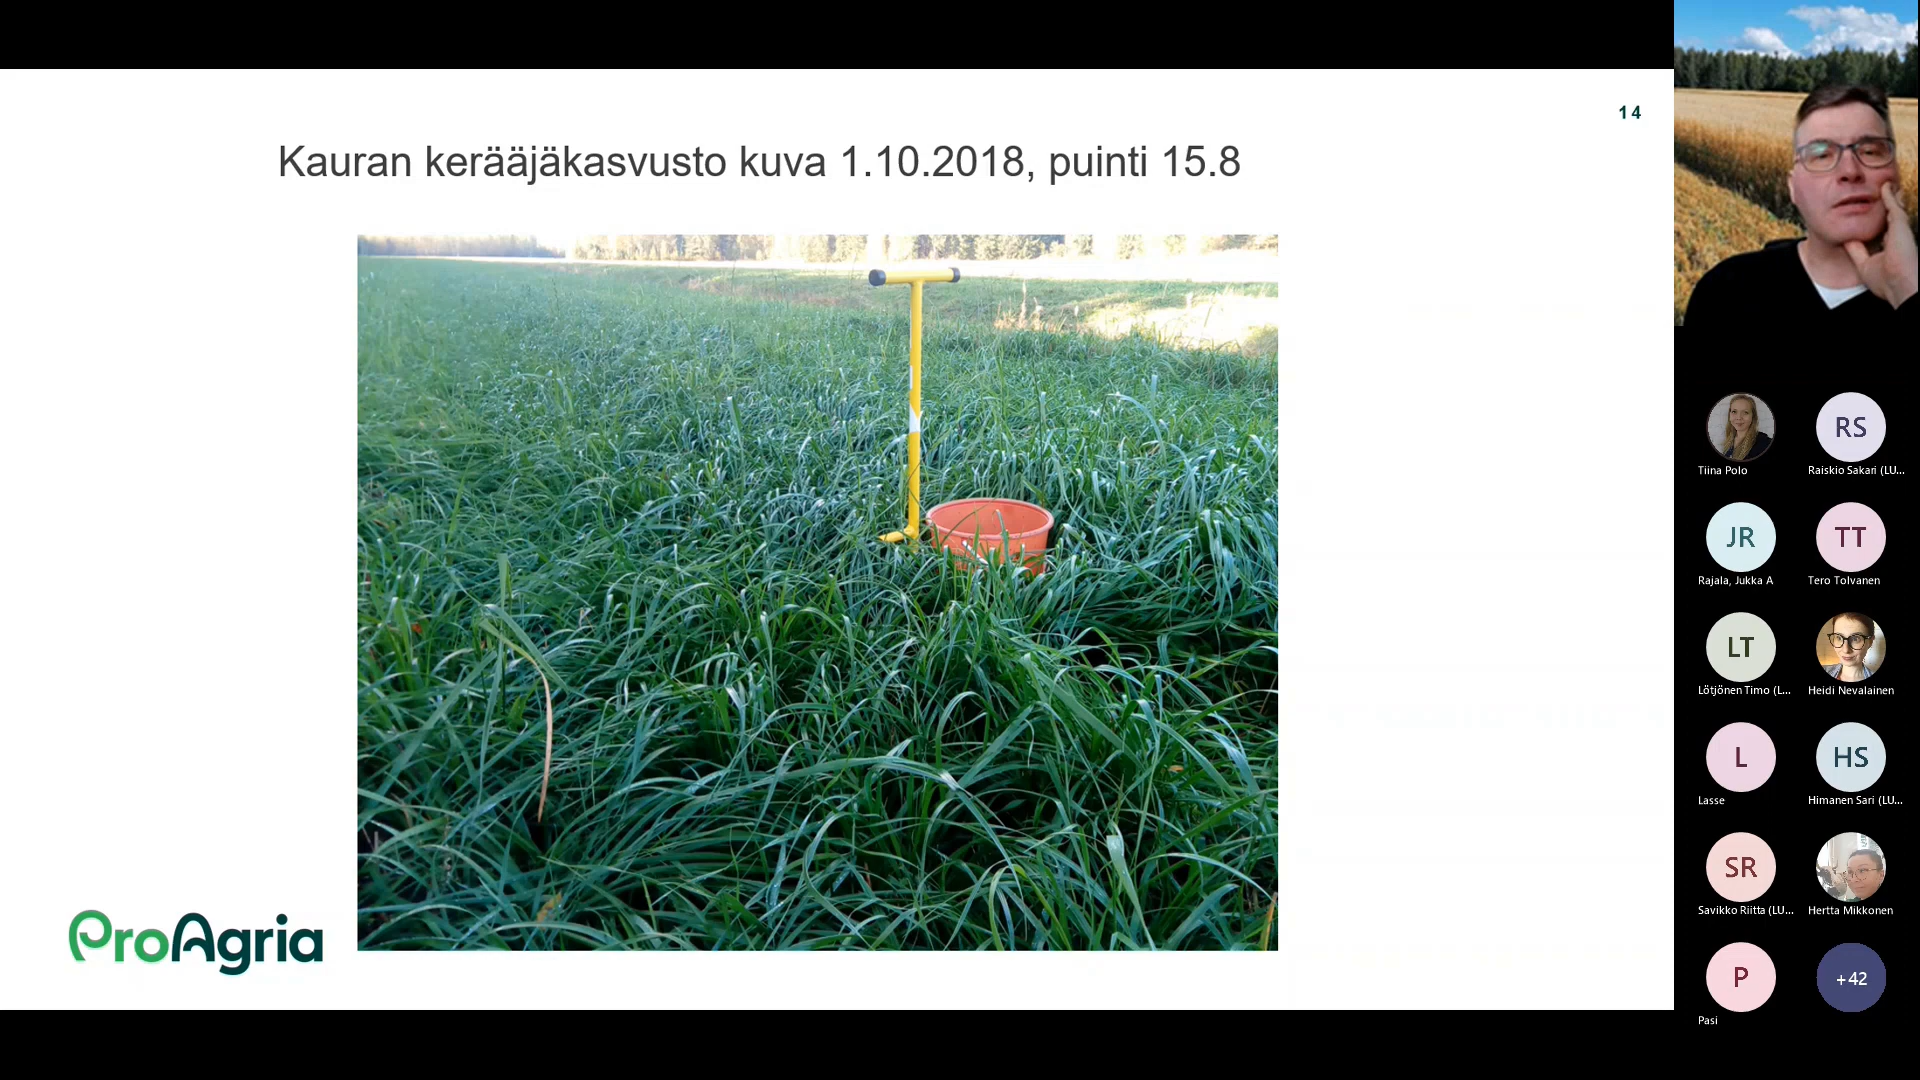 14
Kauran kerääjäkasvusto kuva 1.10.2018, puinti 15.8
ProAgria
RS
Tiina Polo
Raiskio Sakari (LU...
JR
TT
Rajala, Jukka A
Tero Tolvanen
LT
Lötjönen Timo (L...
Heidi Nevalainen
L
HS
Lasse
Himanen Sari (LU...
SR
Savikko Riitta (LU...
Hertta Mikkonen
P
+42
Pasi